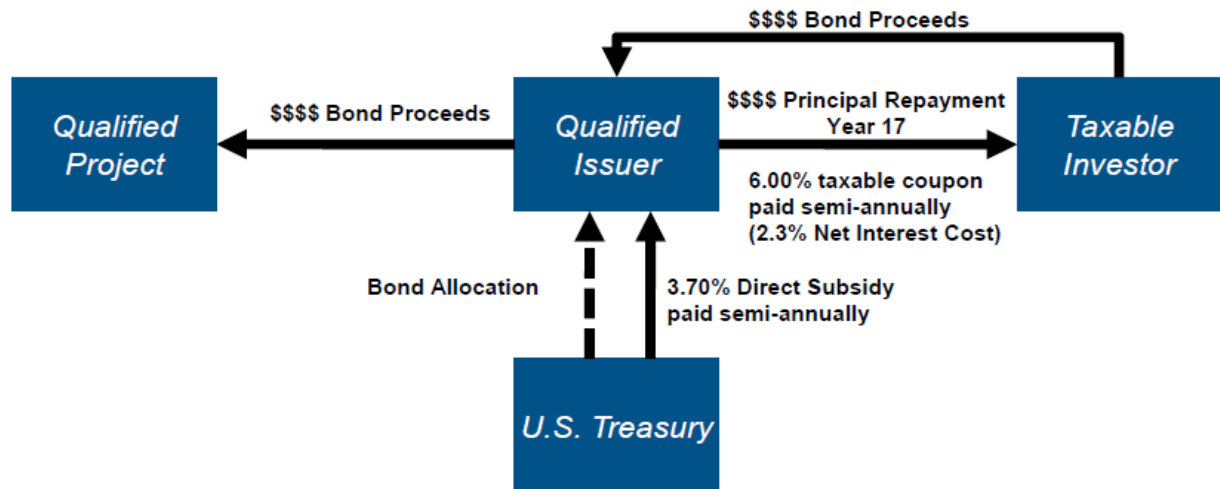 $$$$ Bond Proceeds
Qualified
Project
$$$$ Bond Proceeds
Qualified
Issuer
$$$$ Principal Repayment
Year 17
Taxable
Investor
6.00% taxable coupon
paid semi-annually
(2.3% Net Interest Cost)
Bond Allocation
3.70% Direct Subsidy
paid semi-annually
U.S. Treasury